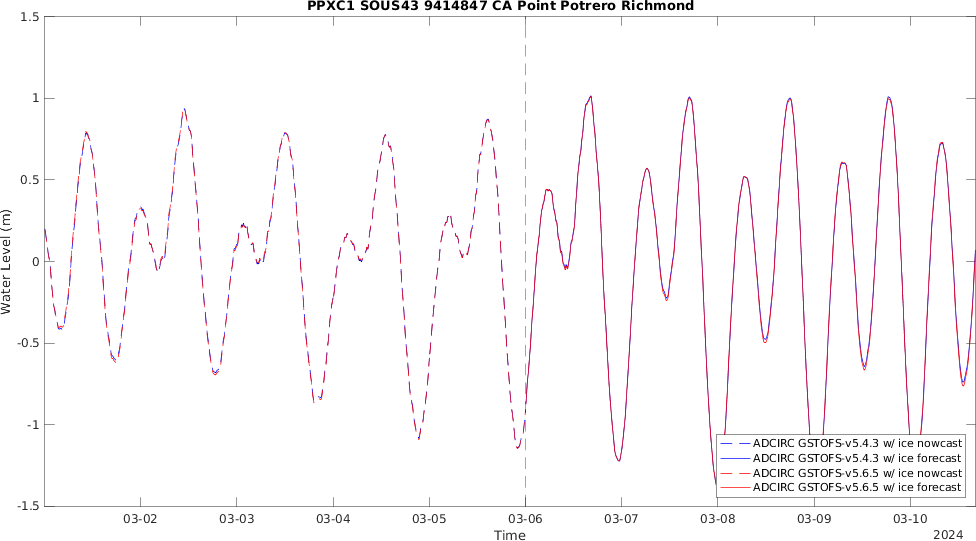 PPXC1 SOUS43 9414847 CA Point Potrero Richmond
1.5
1
0.5
0
-0.5
-1
-1.5
Water Level (m)
ADCIRC GSTOFS-v5.4.3 w/ ice nowcast
ADCIRC GSTOFS-v5.4.3 w/ ice forecast
ADCIRC GSTOFS-v5.6.5 w/ ice nowcast
ADCIRC GSTOFS-v5.6.5 w/ ice forecast
03-02 03-03 03-04 03-05 03-06 03-07 03-08 03-09 03-10
Time
2024